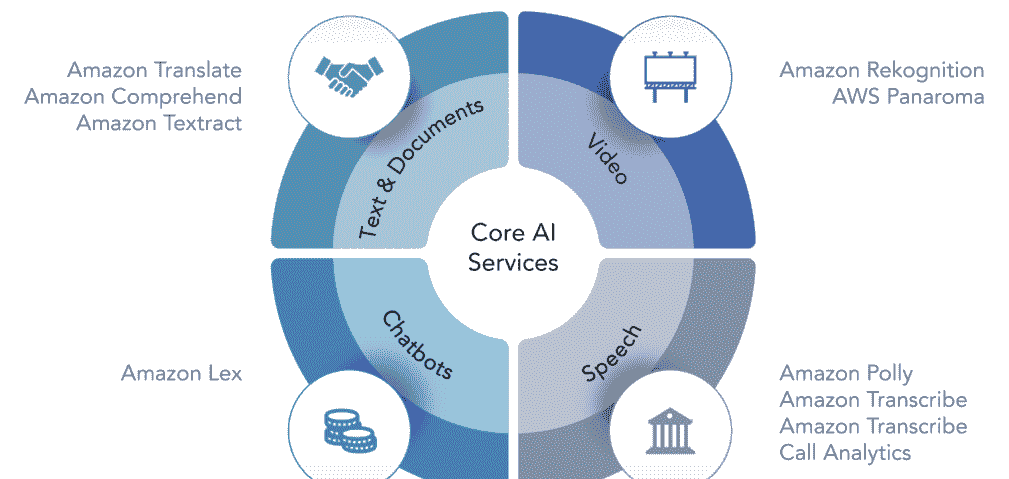 Amazon Translate
Amazon Comprehend
Amazon Textract
Text & Documents
Video
Amazon Rekognition
AWS Panaroma
Core AI
Services
Amazon Lex
Chatbots
Speech
Amazon Polly
Amazon Transcribe
Amazon Transcribe
Call Analytics